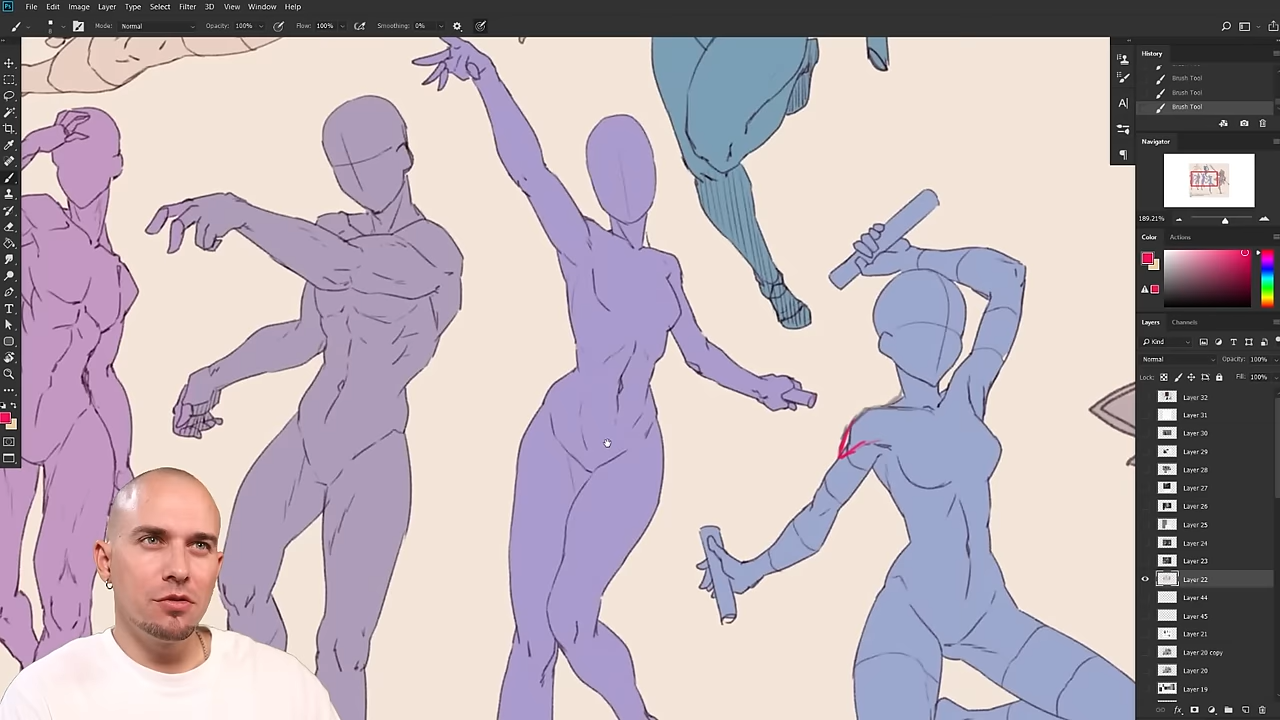 Ps File Edit Image Layer Type Select Filter 3D View Window Help
8 Mode: Normal Opacity: 100% Flow: 100% Smoothing: 0%
History
Brush Tool
Brush Tool
Brush Tool
Navigator
189.21%
Color Actions
Layers Channels
Kind
Normal Opacity: 100%
Lock: Fill: 100%
Layer 32
Layer 31
Layer 30
Layer 29
Layer 28
Layer 27
Layer 26
Layer 25
Layer 24
Layer 23
Layer 22
Layer 44
Layer 45
Layer 21
Layer 20 copy
Layer 20
Layer 19